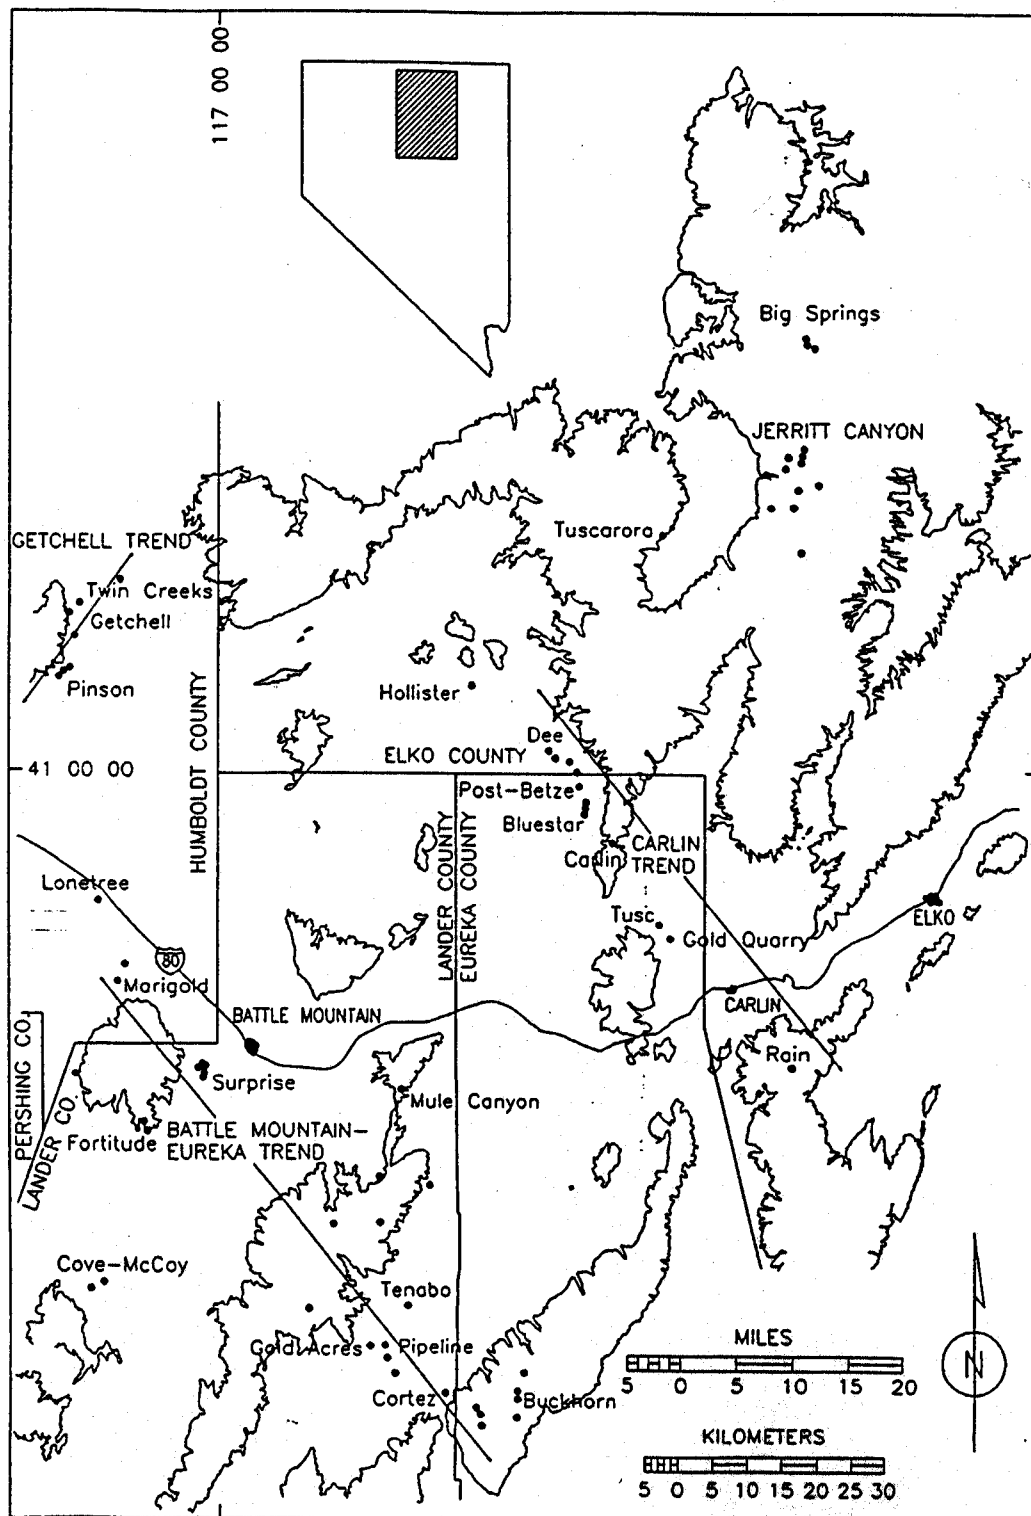 117 00 00
Big Springs
JERRITT CANYON
Tuscarora
GETCHELL TREND
Twin Creeks
Getchell
Pinson
HUMBOLDT COUNTY
Hollister
Dee
ELKO COUNTY
41 00 00
Post-Betze
Bluestar
LANDER COUNTY
EUREKA COUNTY
Carlin
CARLIN
TREND
Lonetree
Tusc
Gold Quarry
ELKO
80
Marigold
CARLIN
BATTLE MOUNTAIN
Rain
PERSHING CO.
LANDER CO.
Surprise
Mule Canyon
Fortitude
BATTLE MOUNTAIN-
EUREKA TREND
Cove-McCoy
Tenabo
Gold Acres
Pipeline
Cortez
Buckhorn
MILES
5 0 5 10 15 20
N
KILOMETERS
5 0 5 10 15 20 25 30